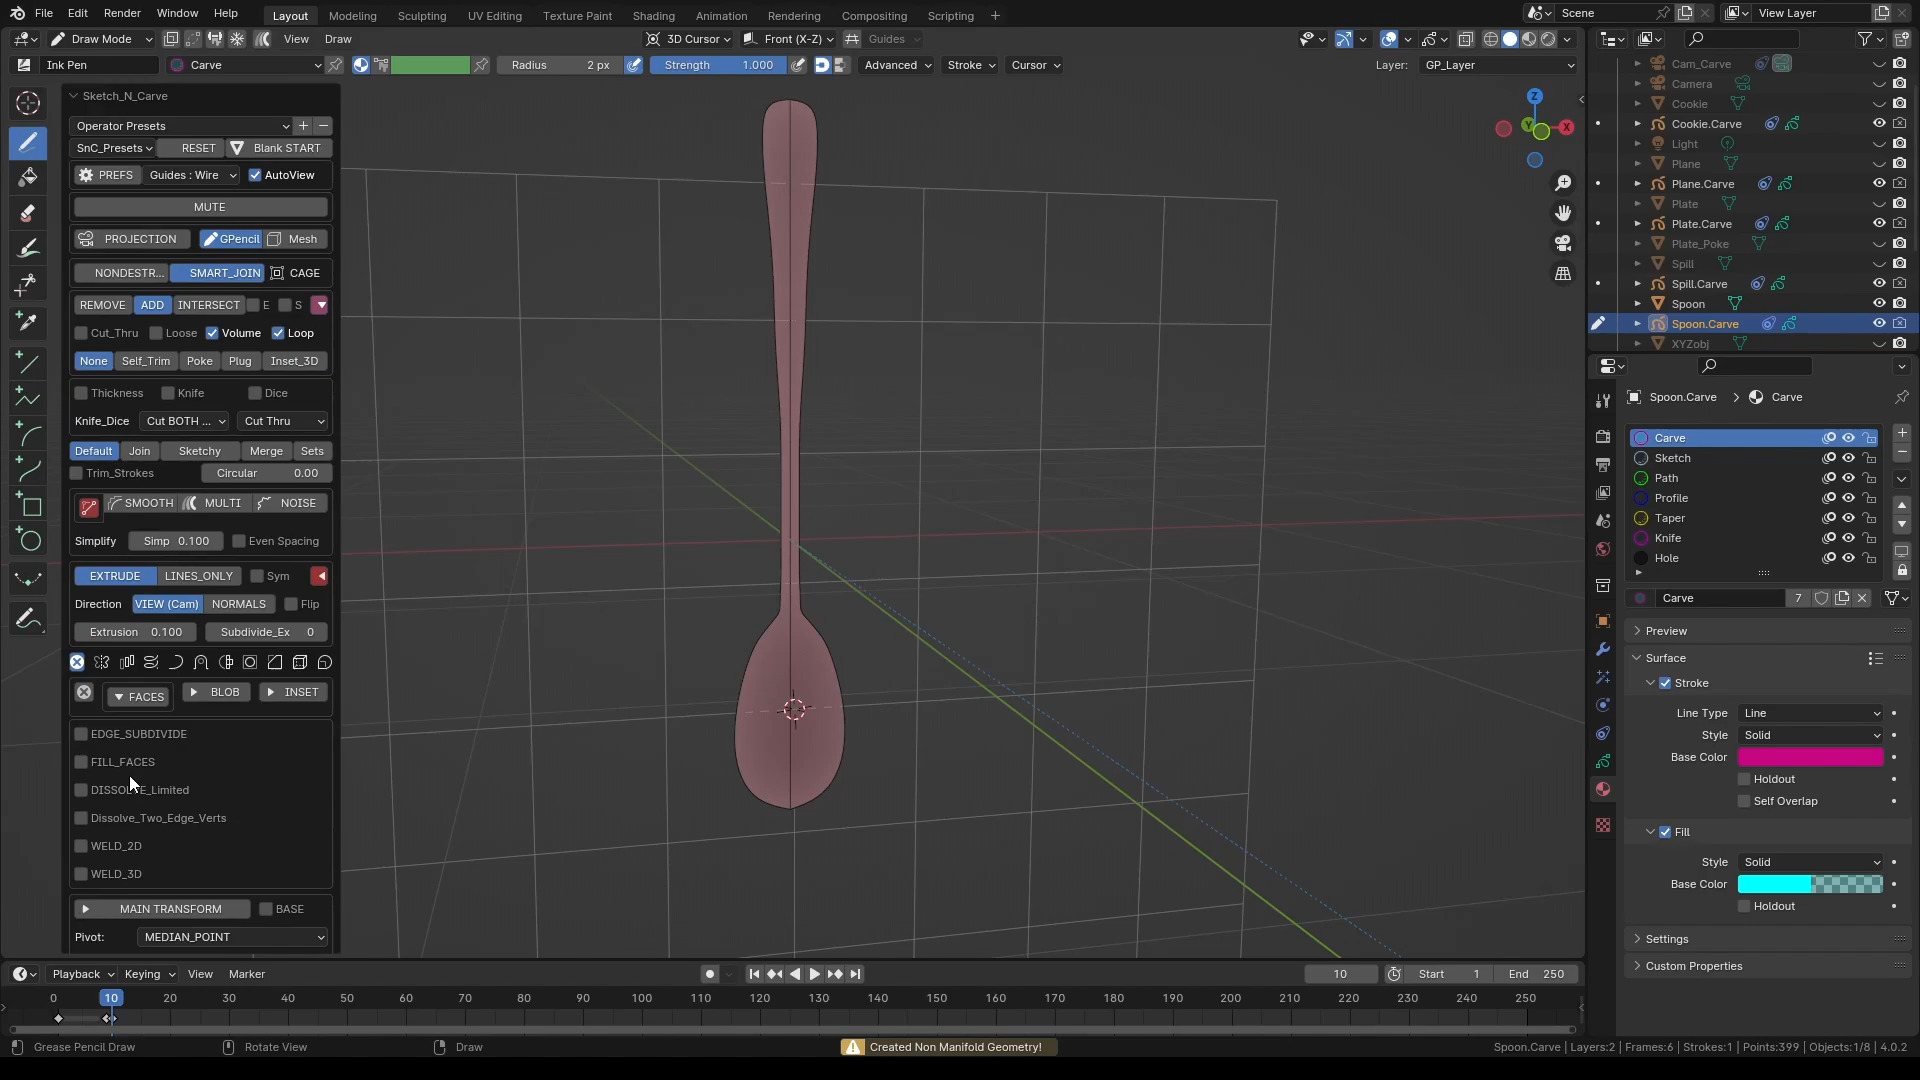 File Edit Render Window Help Layout Modeling Sculpting UV Editing Texture Paint Shading Animation Rendering Compositing Scripting + Scene View Layer
Draw Mode View Draw 3D Cursor Front (X-Z) Guides
Ink Pen Carve Radius 2 px Strength 1.000 Advanced Stroke Cursor Layer: GP_Layer
Sketch_N_Carve
Operator Presets + −
SnC_Presets RESET Blank START
PREFS Guides : Wire AutoView
MUTE
PROJECTION GPencil Mesh
NONDESTR... SMART_JOIN CAGE
REMOVE ADD INTERSECT E S
Cut_Thru Loose Volume Loop
None Self_Trim Poke Plug Inset_3D
Thickness Knife Dice
Knife_Dice Cut BOTH ... Cut Thru
Default Join Sketchy Merge Sets
Trim_Strokes Circular 0.00
SMOOTH MULTI NOISE
Simplify Simp 0.100 Even Spacing
EXTRUDE LINES_ONLY Sym
Direction VIEW (Cam) NORMALS Flip
Extrusion 0.100 Subdivide_Ex 0
FACES BLOB INSET
EDGE_SUBDIVIDE
FILL_FACES
DISSOLVE_Limited
Dissolve_Two_Edge_Verts
WELD_2D
WELD_3D
MAIN TRANSFORM BASE
Pivot: MEDIAN_POINT
Z
Y X
Cam_Carve
Camera
Cookie
Cookie.Carve
Light
Plane
Plane.Carve
Plate
Plate.Carve
Plate_Poke
Spill
Spill.Carve
Spoon
Spoon.Carve
XYZobj
Spoon.Carve > Carve
Carve
Sketch
Path
Profile
Taper
Knife
Hole
Carve 7
Preview
Surface
Stroke
Line Type Line
Style Solid
Base Color
Holdout
Self Overlap
Fill
Style Solid
Base Color
Holdout
Settings
Custom Properties
Playback Keying View Marker 10 Start 1 End 250
0 10 20 30 40 50 60 70 80 90 100 110 120 130 140 150 160 170 180 190 200 210 220 230 240 250
Grease Pencil Draw Rotate View Draw Created Non Manifold Geometry! Spoon.Carve | Layers:2 | Frames:6 | Strokes:1 | Points:399 | Objects:1/8 | 4.0.2